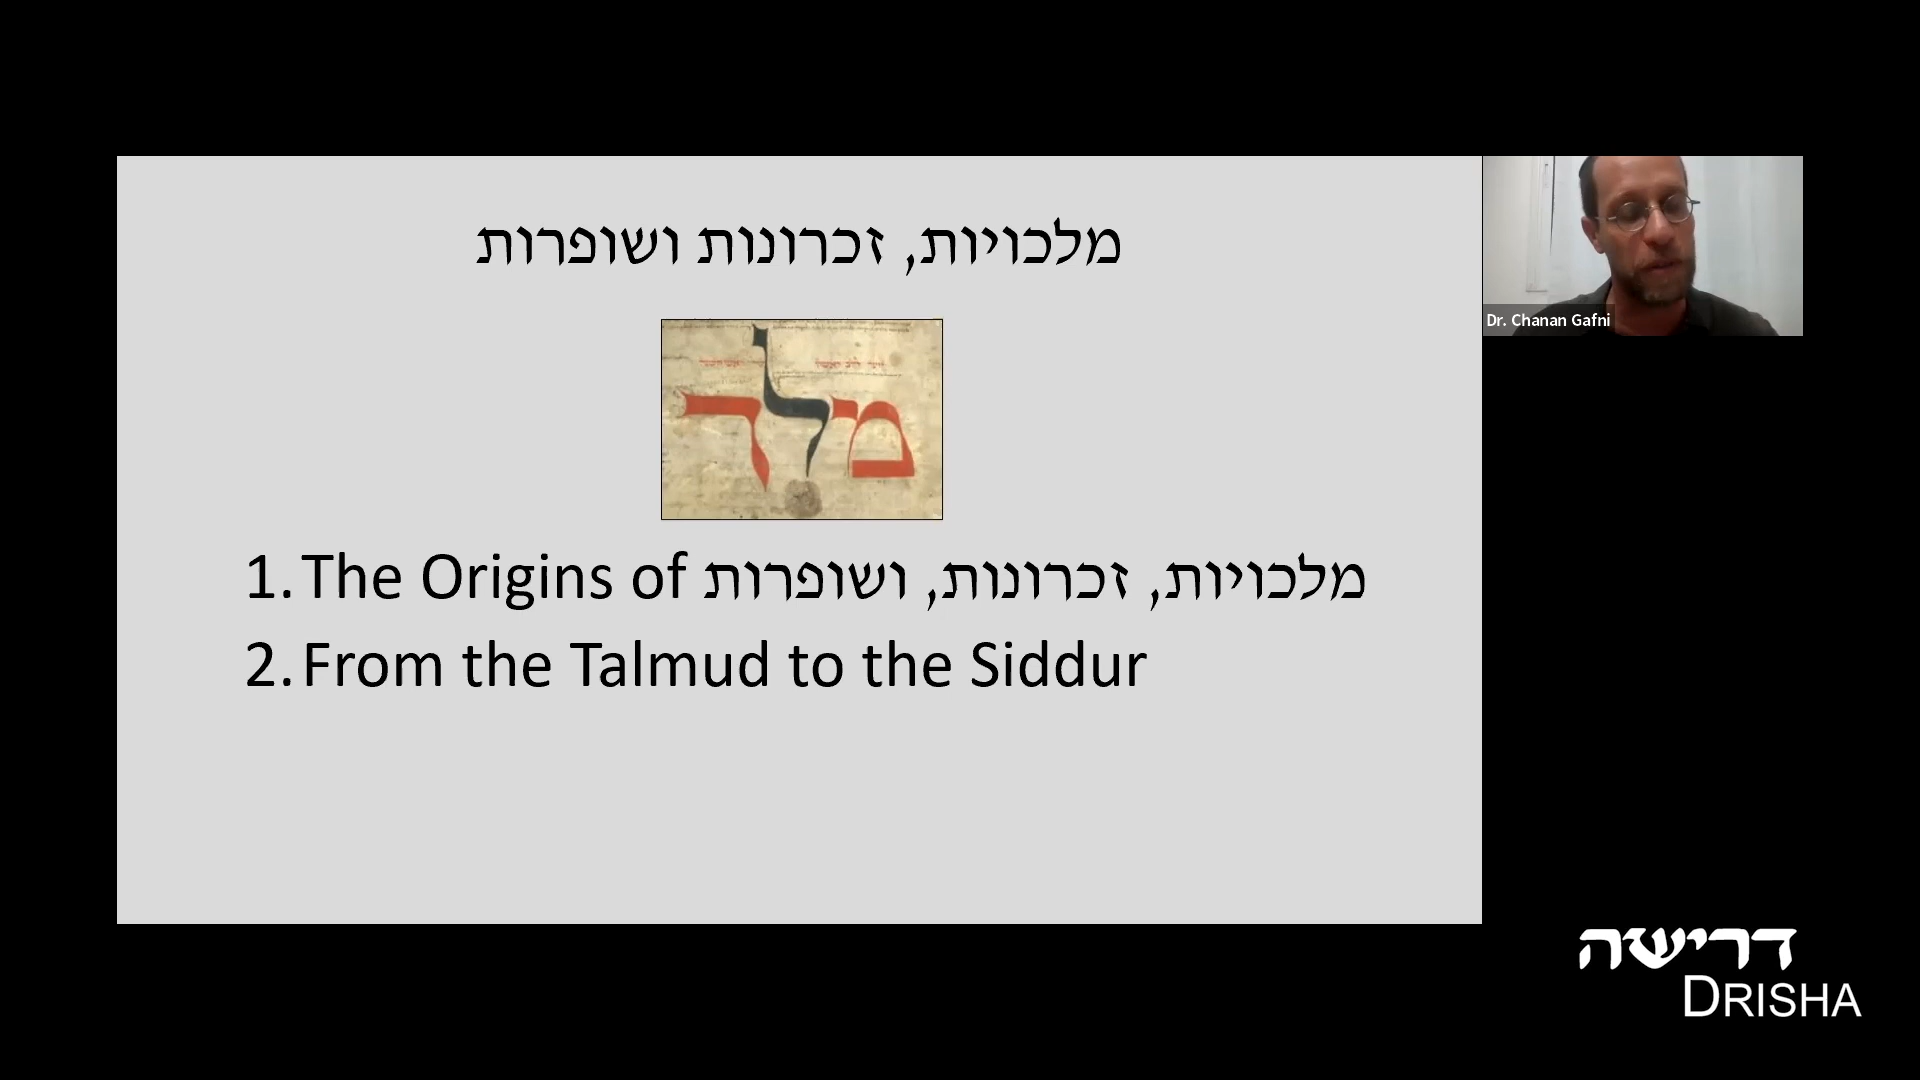 מלכויות, זכרונות ושופרות
מלך
1. The Origins of מלכויות, זכרונות, ושופרות
2. From the Talmud to the Siddur
Dr. Chanan Gafni
דרישה
DRISHA